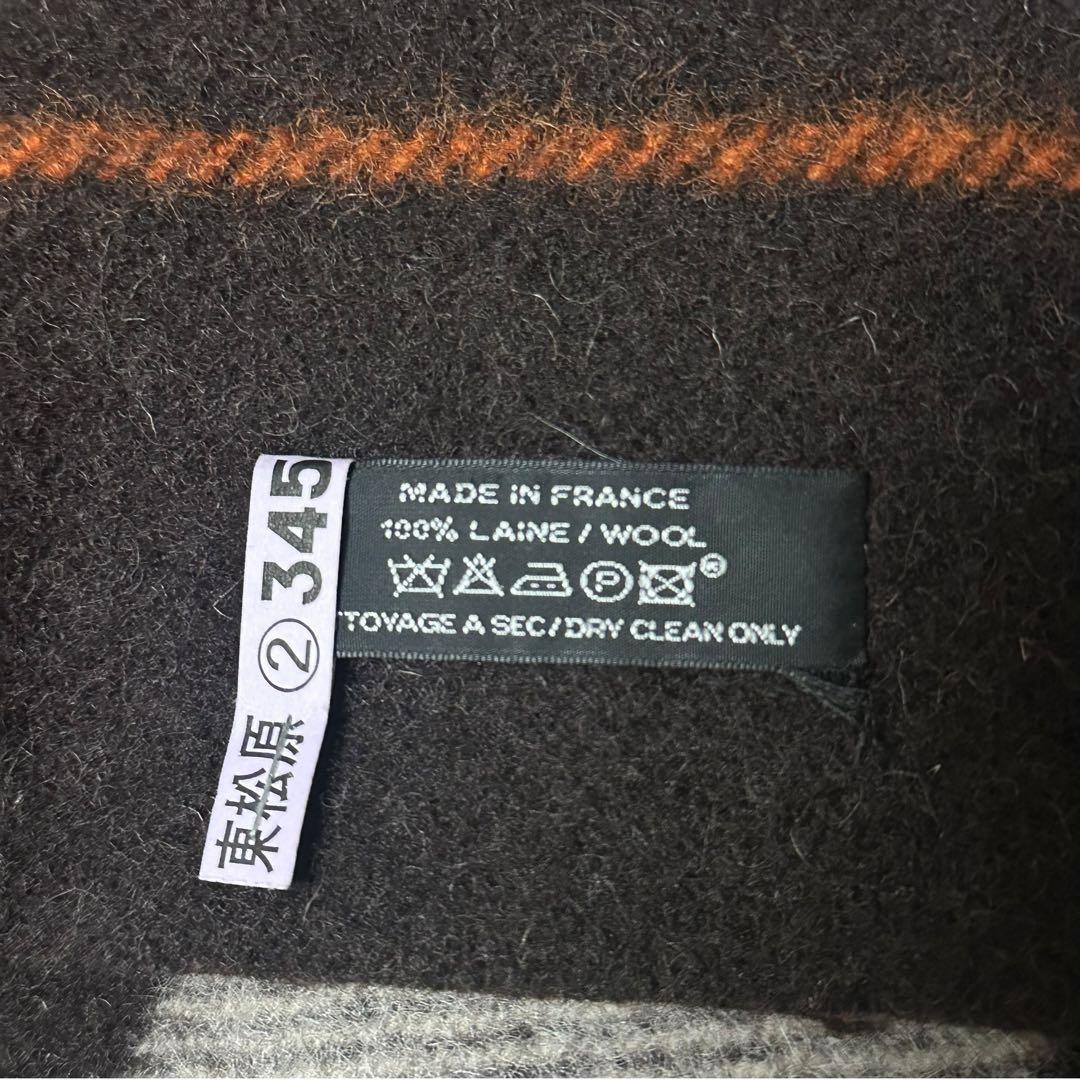 MADE IN FRANCE
100% LAINE / WOOL
P ®
TTOYAGE A SEC/DRY CLEAN ONLY
東松原 ② 345